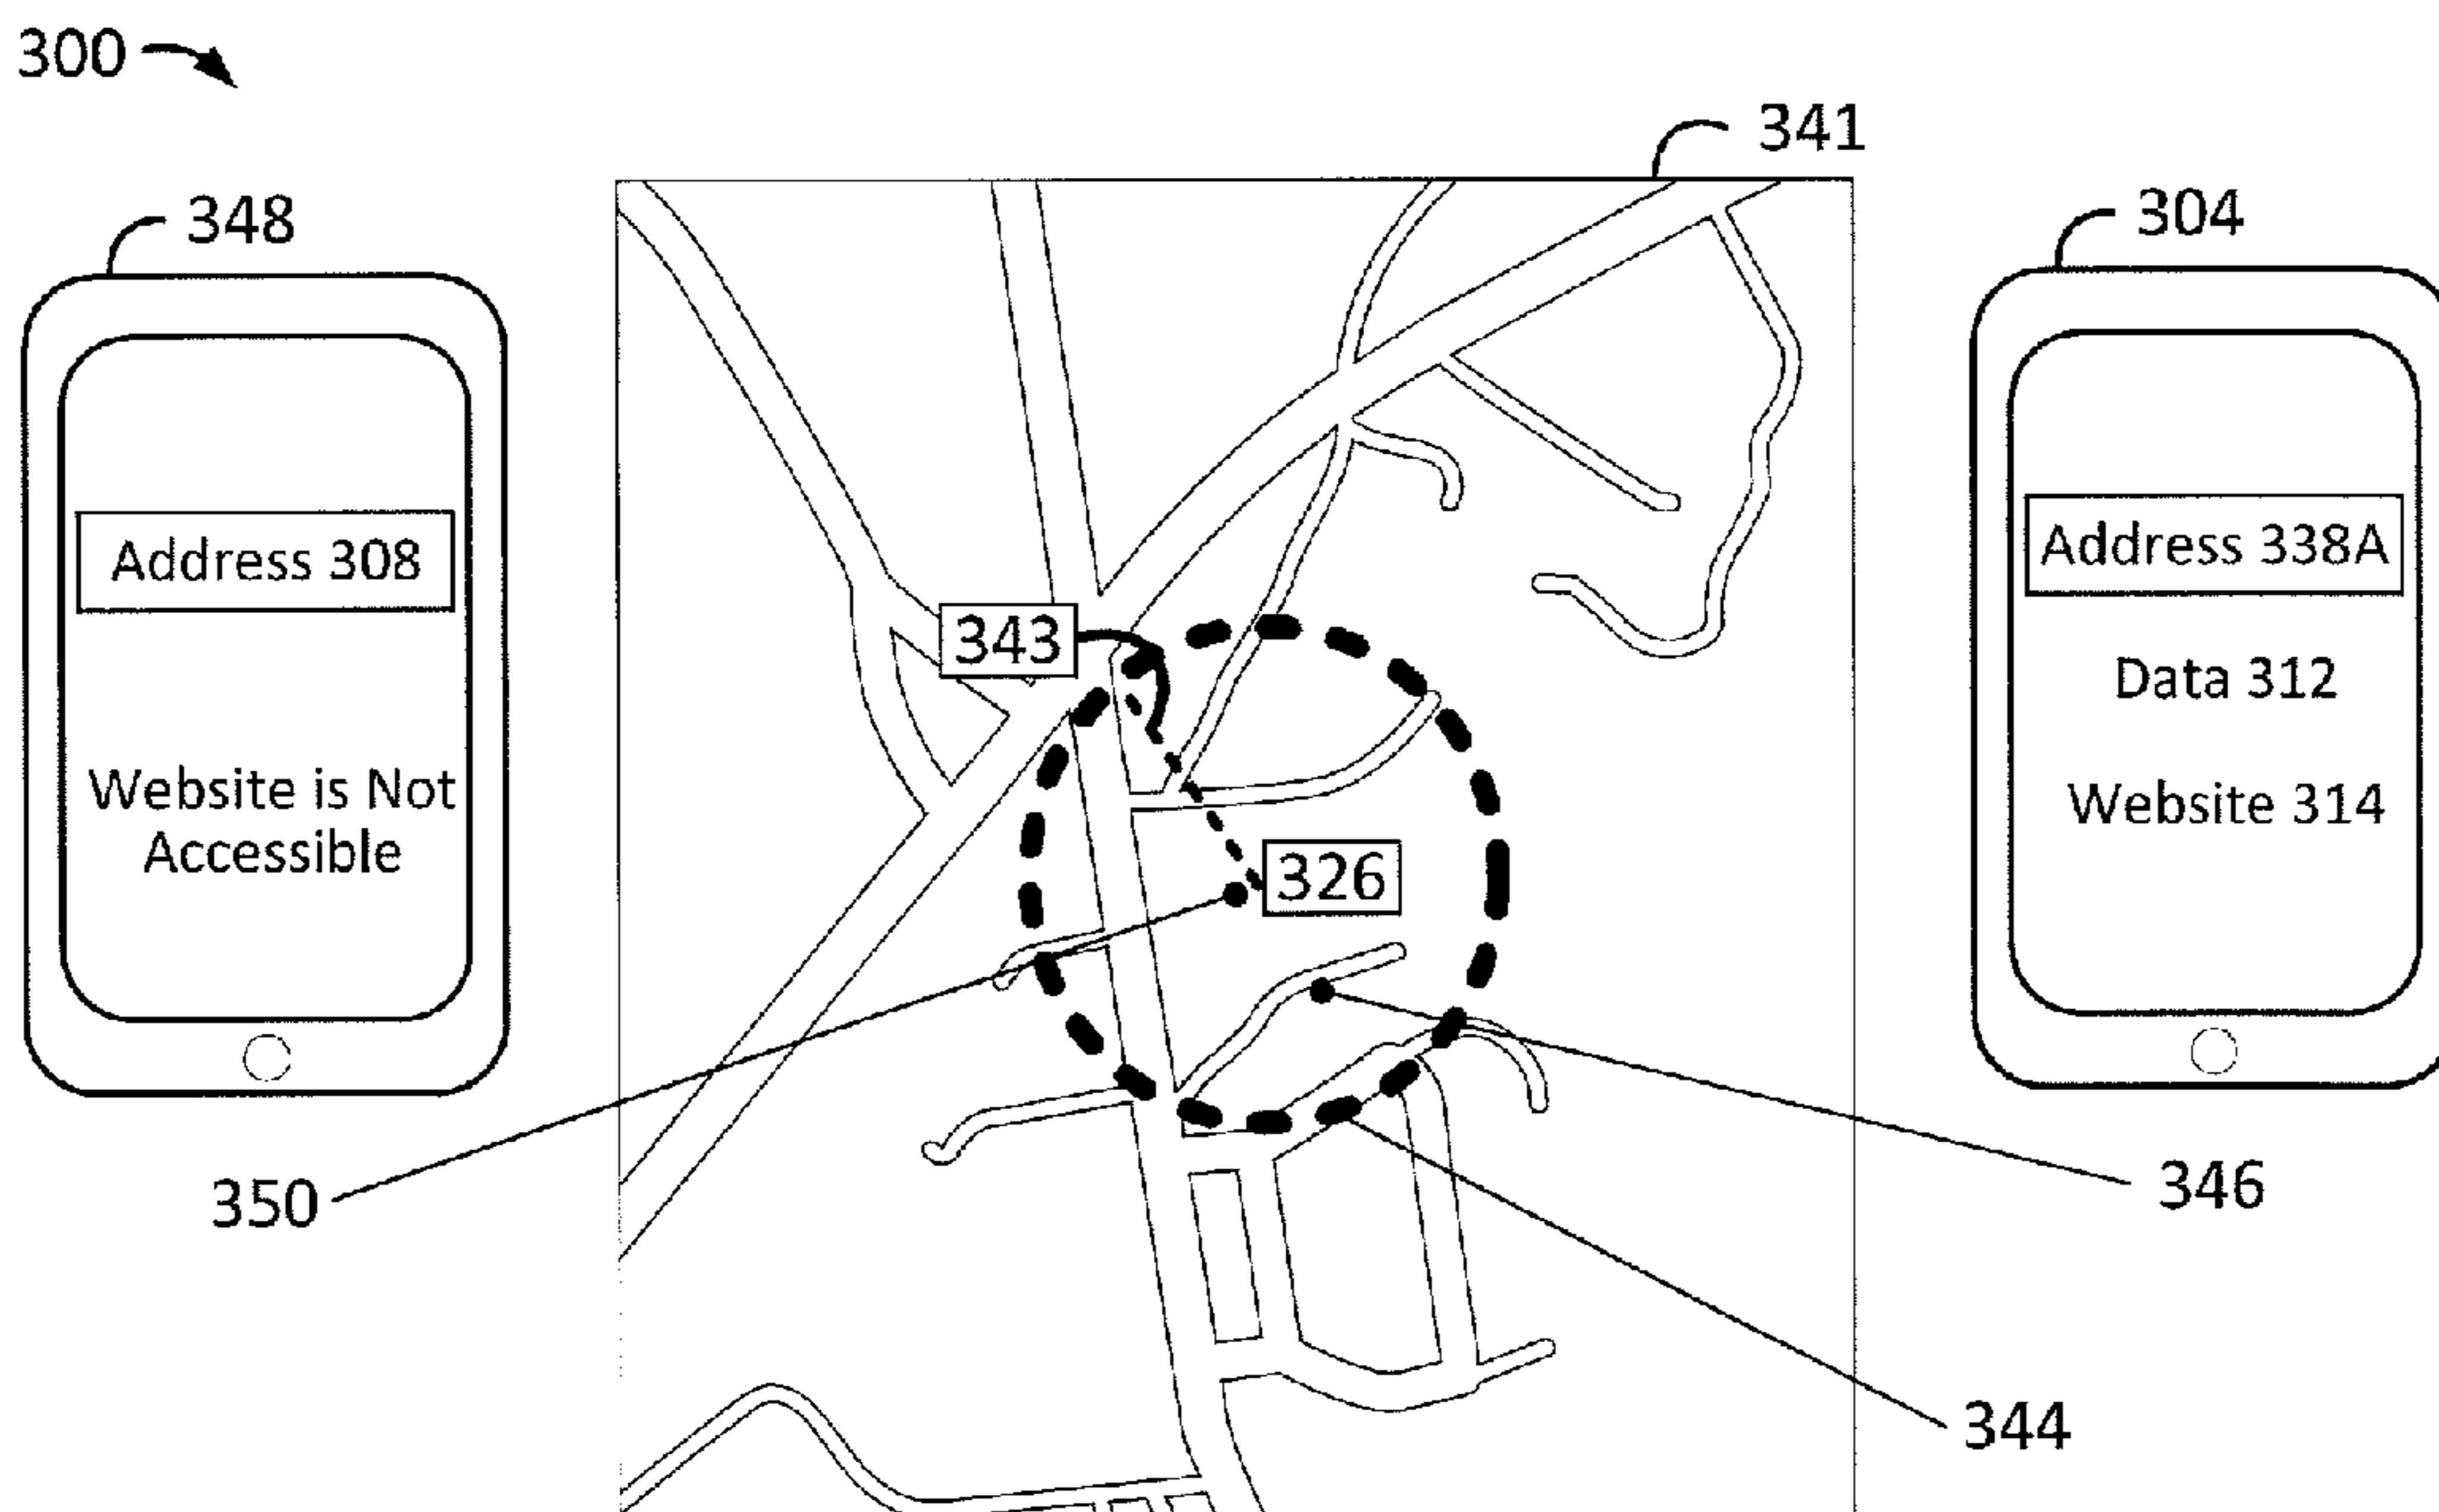 300
341
348
304
Address 308
Website is Not
Accessible
343
326
Address 338A
Data 312
Website 314
350
346
344